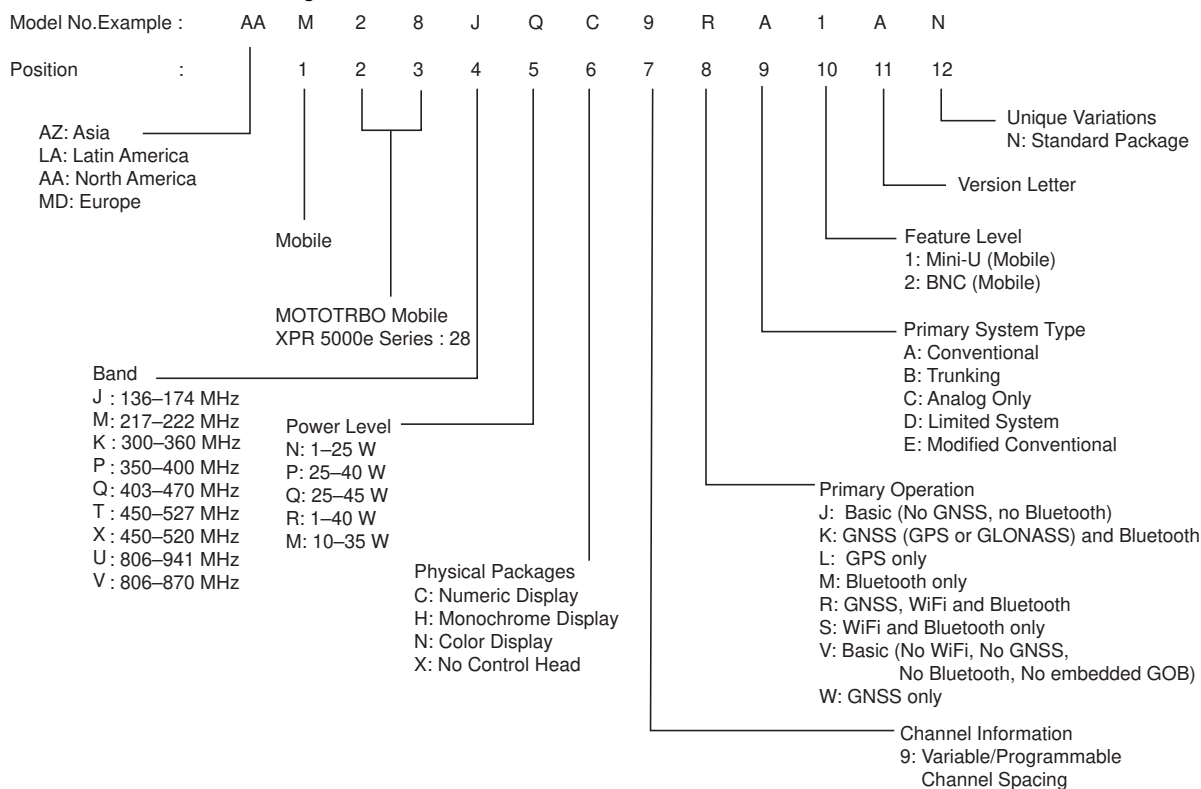 Model No.Example : AA M 2 8 J Q C 9 R A 1 A N
Position : 1 2 3 4 5 6 7 8 9 10 11 12
AZ: Asia
LA: Latin America
AA: North America
MD: Europe
Mobile
MOTOTRBO Mobile
XPR 5000e Series : 28
Band
J : 136–174 MHz
M: 217–222 MHz
K : 300–360 MHz
P : 350–400 MHz
Q: 403–470 MHz
T : 450–527 MHz
X: 450–520 MHz
U: 806–941 MHz
V: 806–870 MHz
Power Level
N: 1–25 W
P: 25–40 W
Q: 25–45 W
R: 1–40 W
M: 10–35 W
Physical Packages
C: Numeric Display
H: Monochrome Display
N: Color Display
X: No Control Head
Unique Variations
N: Standard Package
Version Letter
Feature Level
1: Mini-U (Mobile)
2: BNC (Mobile)
Primary System Type
A: Conventional
B: Trunking
C: Analog Only
D: Limited System
E: Modified Conventional
Primary Operation
J: Basic (No GNSS, no Bluetooth)
K: GNSS (GPS or GLONASS) and Bluetooth
L: GPS only
M: Bluetooth only
R: GNSS, WiFi and Bluetooth
S: WiFi and Bluetooth only
V: Basic (No WiFi, No GNSS,
No Bluetooth, No embedded GOB)
W: GNSS only
Channel Information
9: Variable/Programmable
Channel Spacing